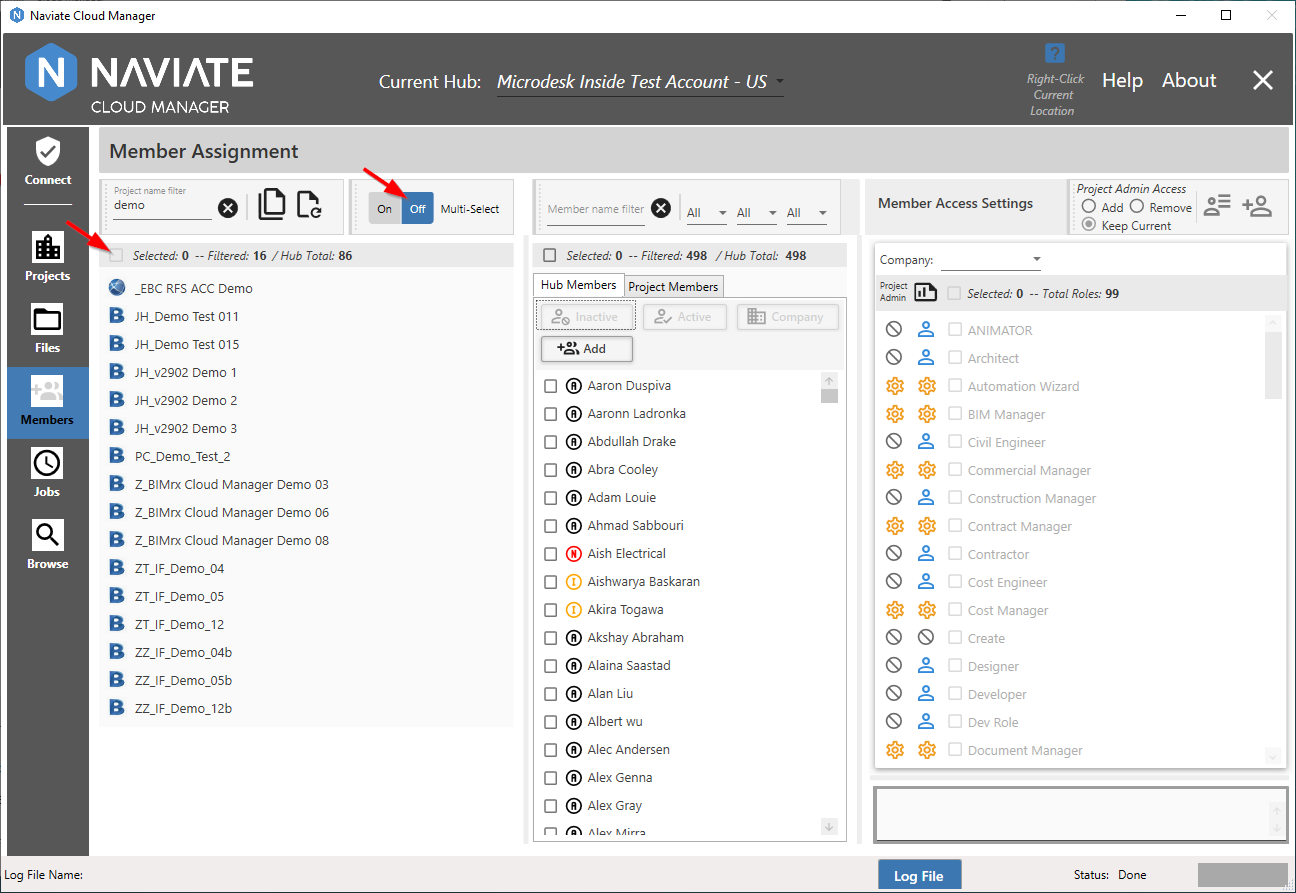 Naviate Cloud Manager
NAVIATE
CLOUD MANAGER
Current Hub: Microdesk Inside Test Account - US
?
Right-Click
Current
Location
Help About
Connect
Projects
Files
Members
Jobs
Browse
Member Assignment
Project name filter
demo
On Off Multi-Select
Selected: 0 -- Filtered: 16 / Hub Total: 86
_EBC RFS ACC Demo
B JH_Demo Test 011
B JH_Demo Test 015
B JH_v2902 Demo 1
B JH_v2902 Demo 2
B JH_v2902 Demo 3
B PC_Demo_Test_2
B Z_BIMrx Cloud Manager Demo 03
B Z_BIMrx Cloud Manager Demo 06
B Z_BIMrx Cloud Manager Demo 08
B ZT_IF_Demo_04
B ZT_IF_Demo_05
B ZT_IF_Demo_12
B ZZ_IF_Demo_04b
B ZZ_IF_Demo_05b
B ZZ_IF_Demo_12b
Member name filter All All All
Selected: 0 -- Filtered: 498 / Hub Total: 498
Hub Members Project Members
Inactive Active Company
Add
A Aaron Duspiva
A Aaronn Ladronka
A Abdullah Drake
A Abra Cooley
A Adam Louie
A Ahmad Sabbouri
N Aish Electrical
I Aishwarya Baskaran
I Akira Togawa
A Akshay Abraham
A Alaina Saastad
A Alan Liu
A Albert wu
A Alec Andersen
A Alex Genna
A Alex Gray
A Alex Mirra
Member Access Settings
Project Admin Access
Add Remove
Keep Current
Company:
Project
Admin
Selected: 0 -- Total Roles: 99
ANIMATOR
Architect
Automation Wizard
BIM Manager
Civil Engineer
Commercial Manager
Construction Manager
Contract Manager
Contractor
Cost Engineer
Cost Manager
Create
Designer
Developer
Dev Role
Document Manager
Log File Name:
Log File
Status: Done